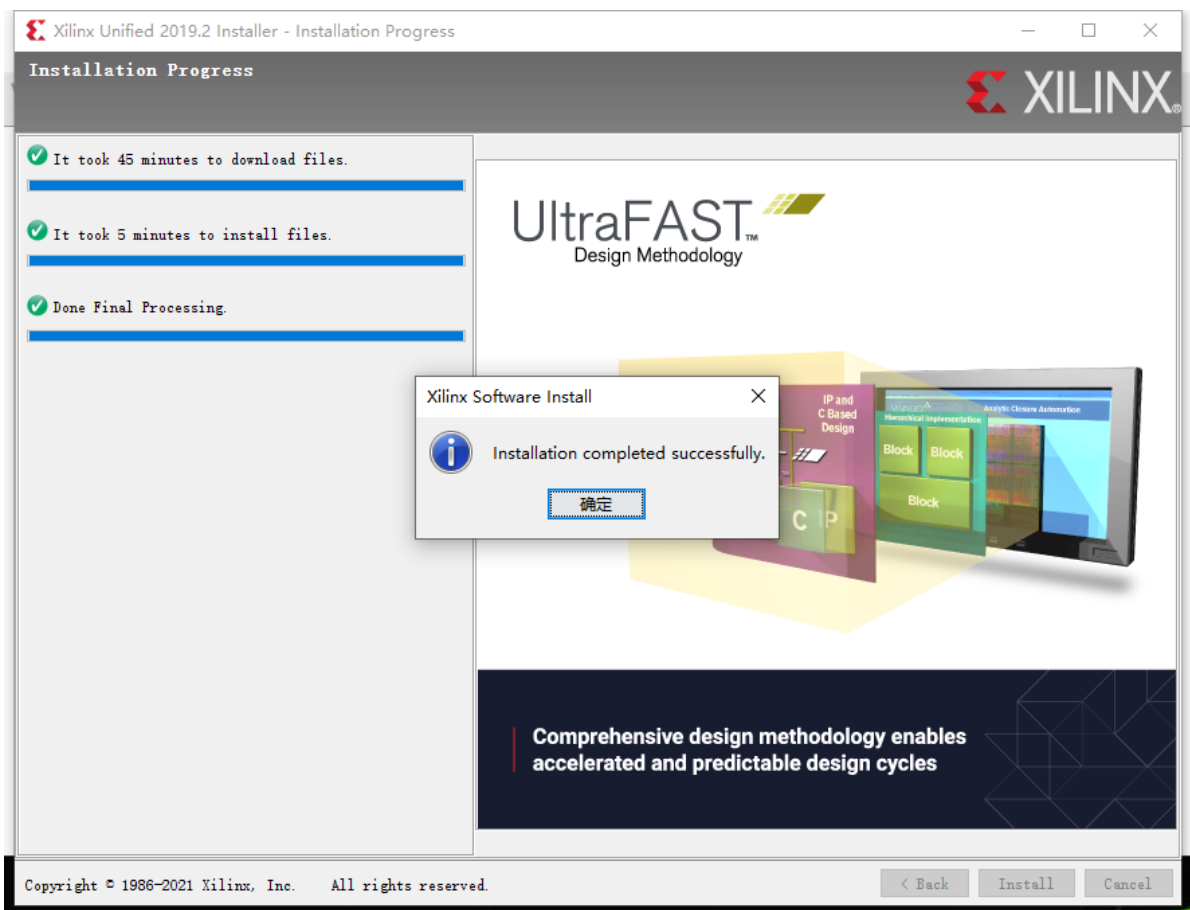 Xilinx Unified 2019.2 Installer - Installation Progress
Installation Progress
XILINX®
It took 45 minutes to download files.
It took 5 minutes to install files.
Done Final Processing.
UltraFAST™
Design Methodology
Xilinx Software Install
Installation completed successfully.
确定
IP and
C Based
Design
C IP
Analytic Closure Automation
Hierarchical Implementation
Block Block
Block
Comprehensive design methodology enables
accelerated and predictable design cycles
Copyright © 1986-2021 Xilinx, Inc. All rights reserved.
< Back Install Cancel